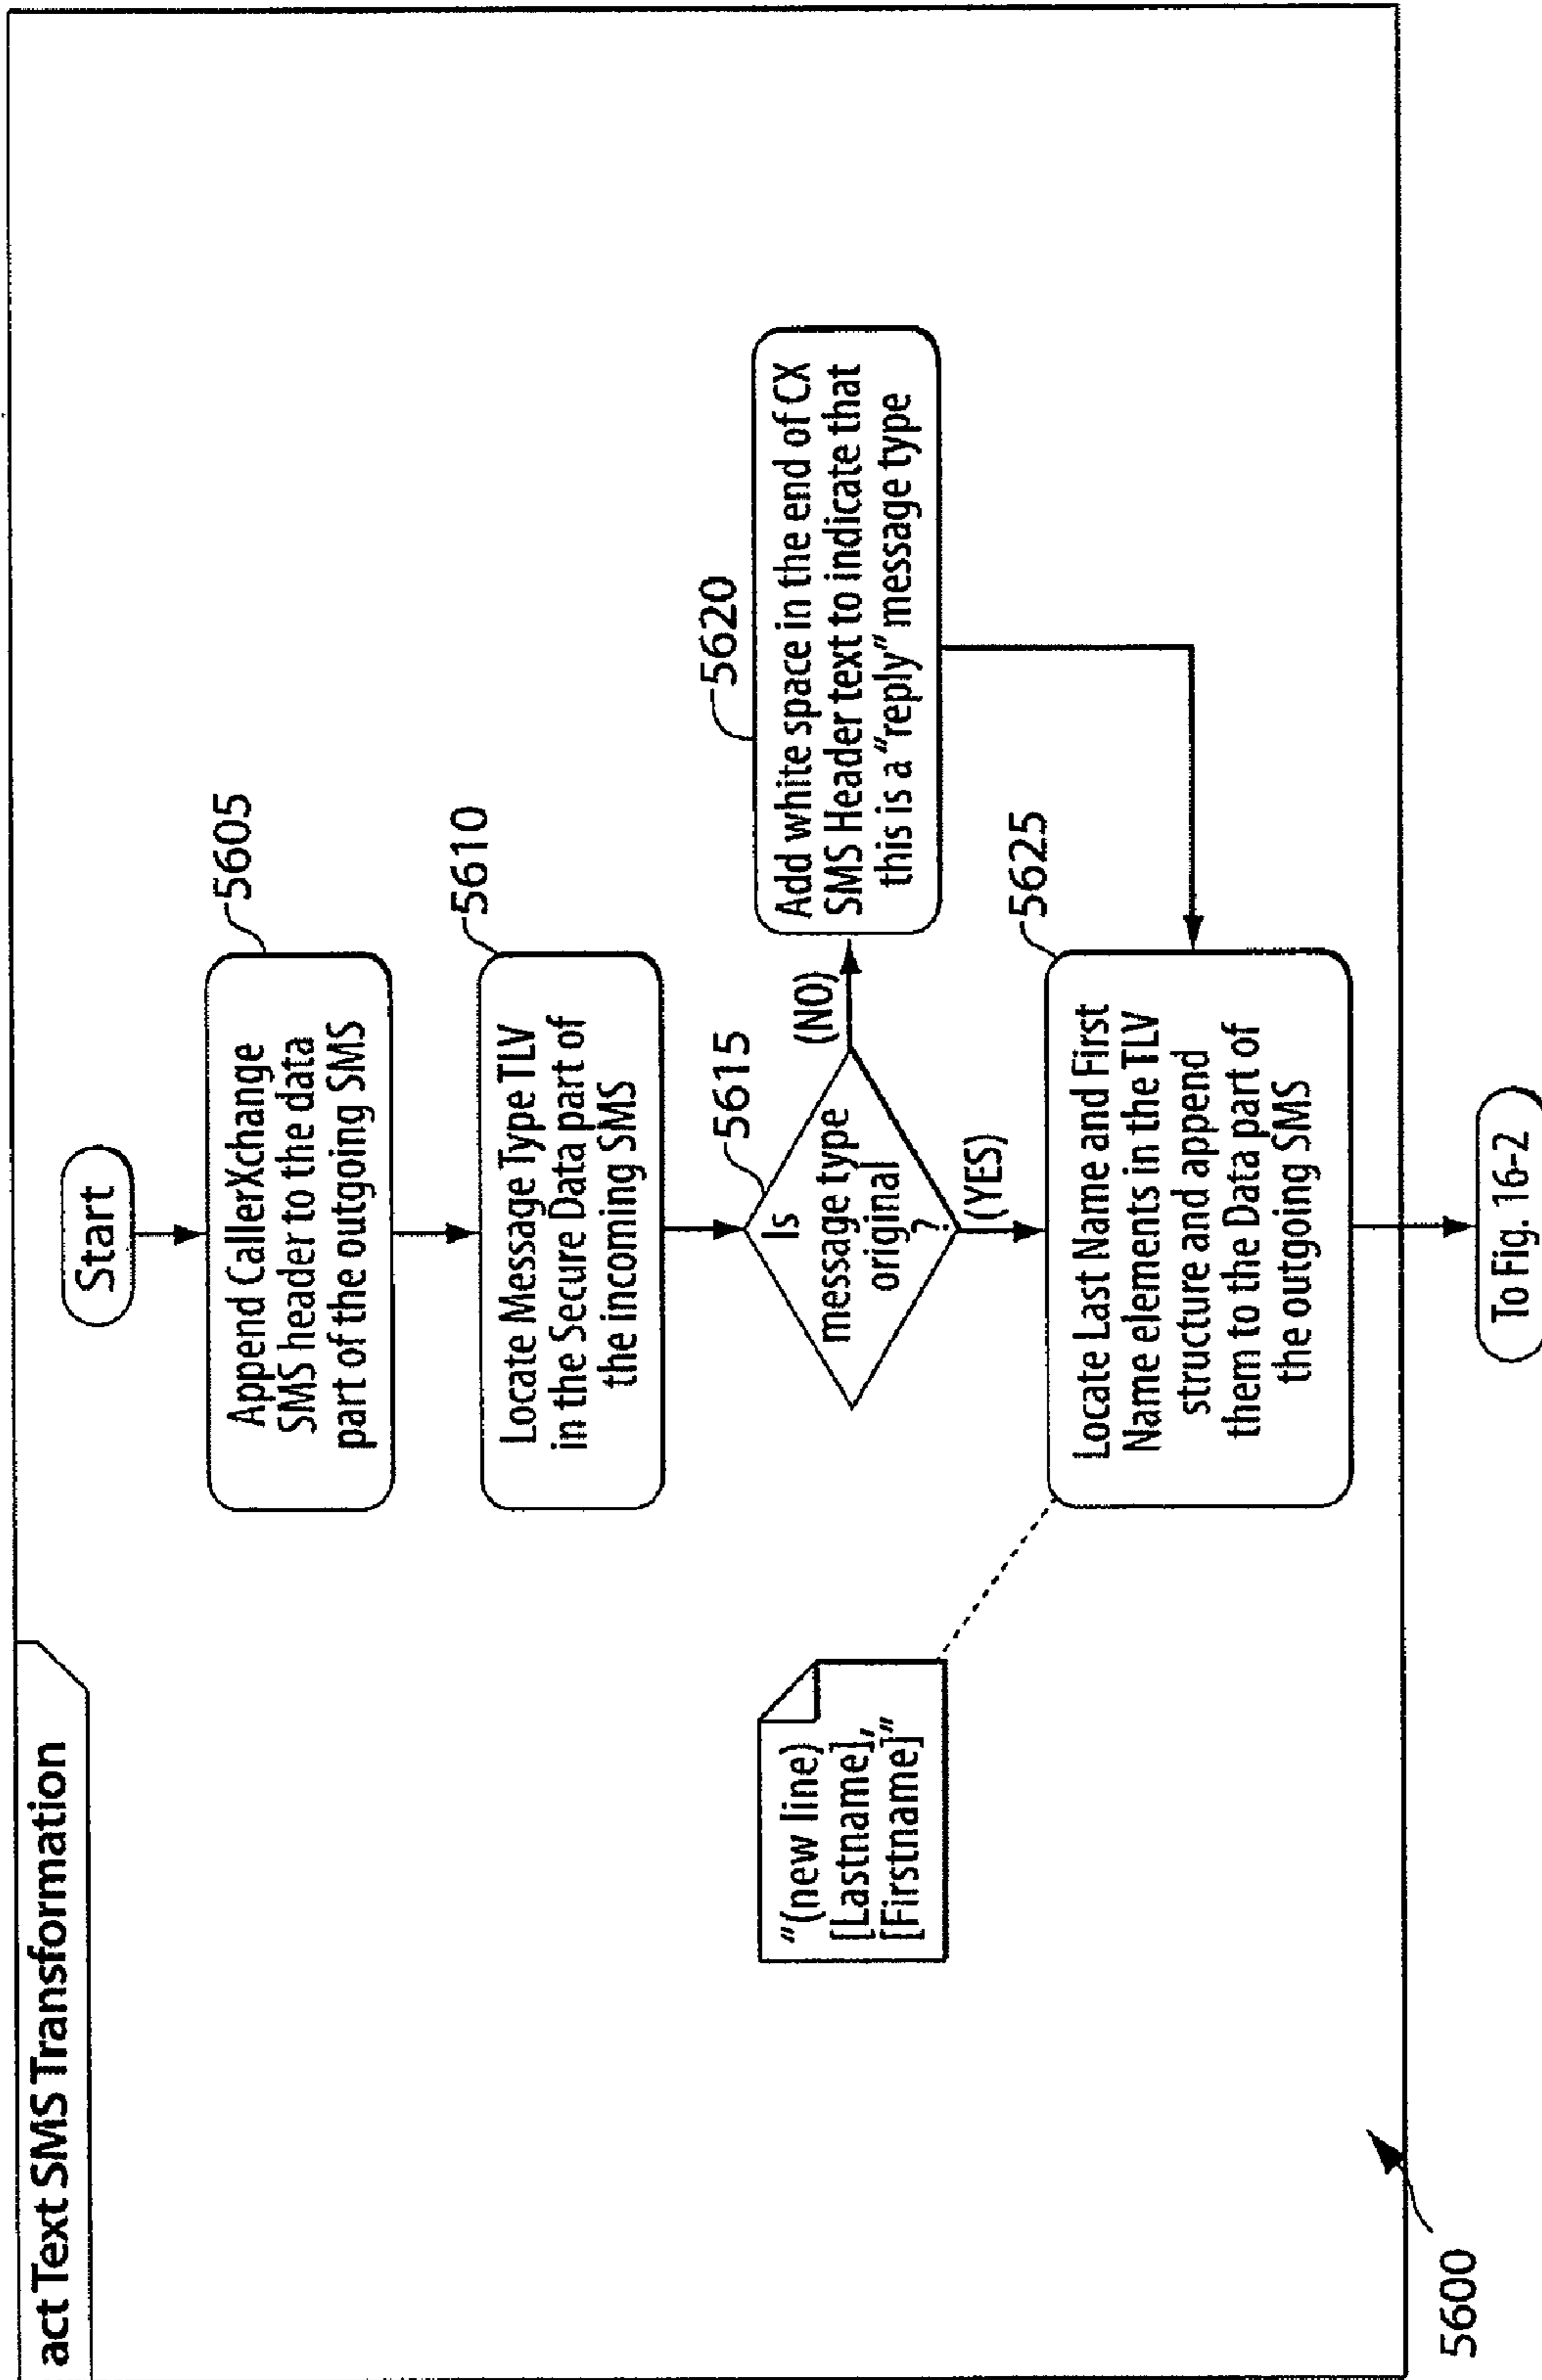 act Text SMS Transformation
Start
5605
Append CallerXchange
SMS header to the data
part of the outgoing SMS
5610
Locate Message Type TLV
in the Secure Data part of
the incoming SMS
5615
Is
message type
original
?
(NO)
(YES)
5620
Add white space in the end of CX
SMS Header text to indicate that
this is a "reply" message type
"(new line)
[Lastname],
[Firstname]"
5625
Locate Last Name and First
Name elements in the TLV
structure and append
them to the Data part of
the outgoing SMS
5600
To Fig. 16-2